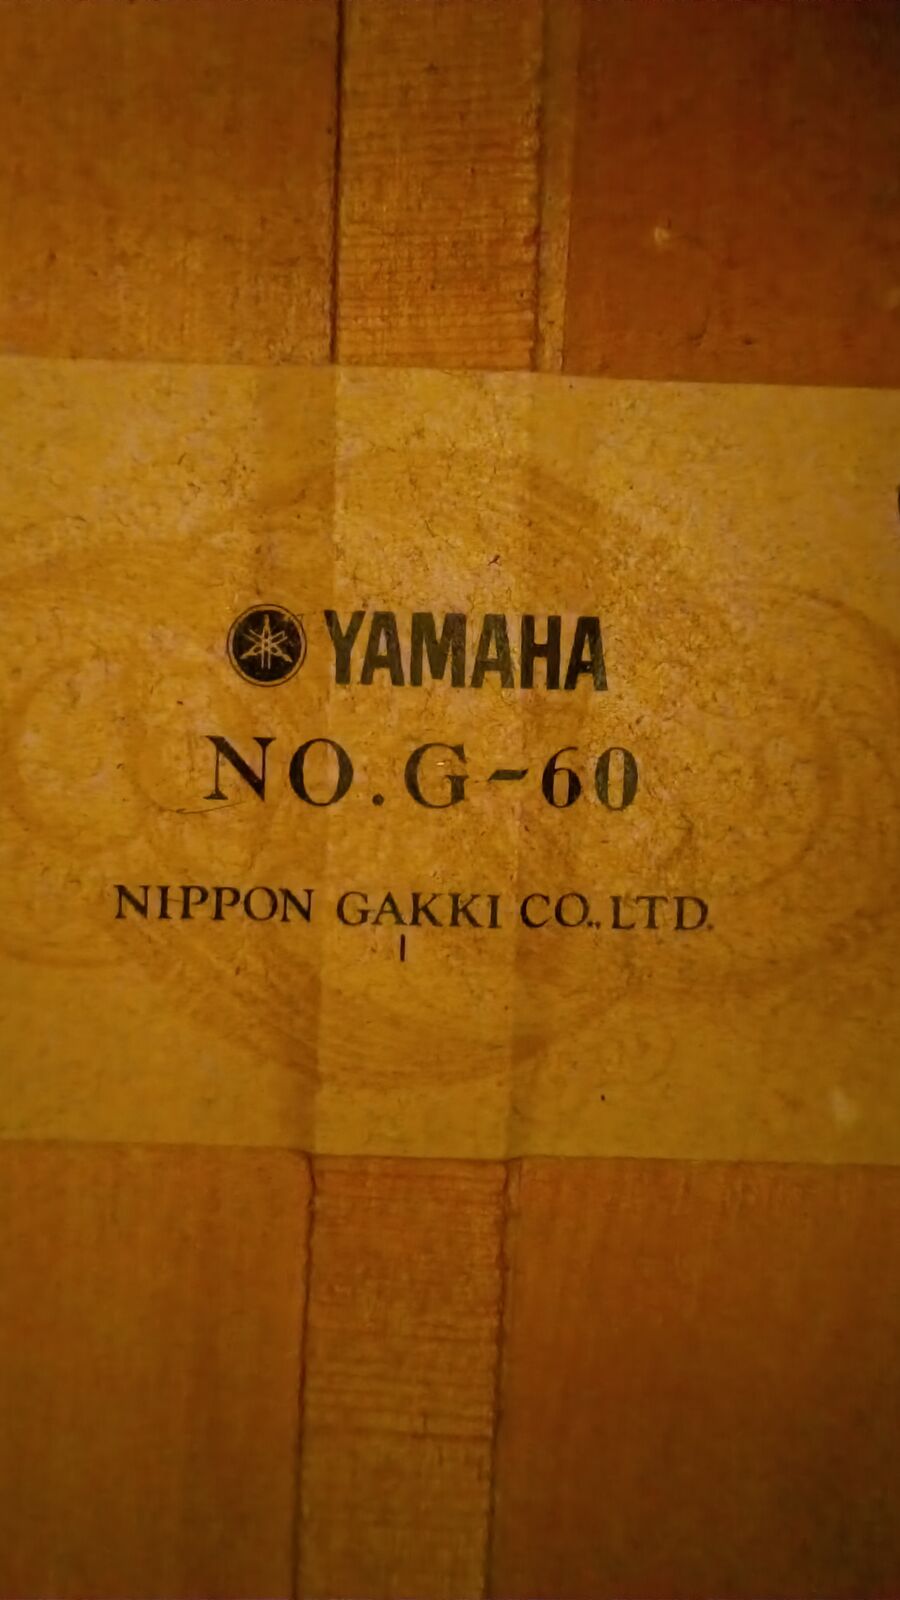 YAMAHA
NO. G-60
NIPPON GAKKI CO., LTD.